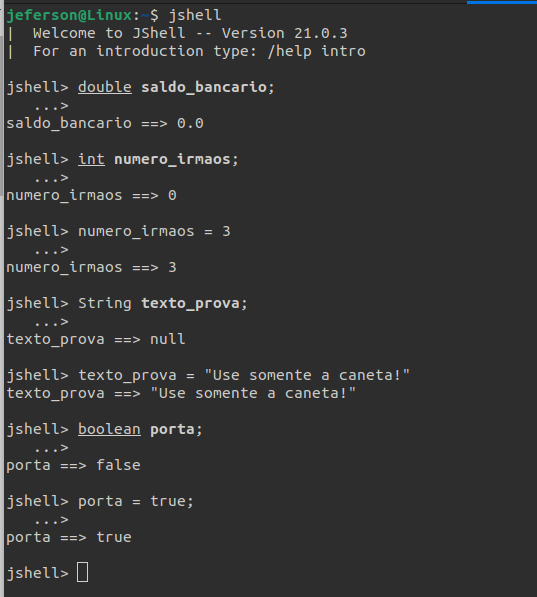 jeferson@Linux:~$ jshell
|  Welcome to JShell -- Version 21.0.3
|  For an introduction type: /help intro
jshell> double saldo_bancario;
   ...>
saldo_bancario ==> 0.0
jshell> int numero_irmaos;
   ...>
numero_irmaos ==> 0
jshell> numero_irmaos = 3
   ...>
numero_irmaos ==> 3
jshell> String texto_prova;
   ...>
texto_prova ==> null
jshell> texto_prova = "Use somente a caneta!"
texto_prova ==> "Use somente a caneta!"
jshell> boolean porta;
   ...>
porta ==> false
jshell> porta = true;
   ...>
porta ==> true
jshell>